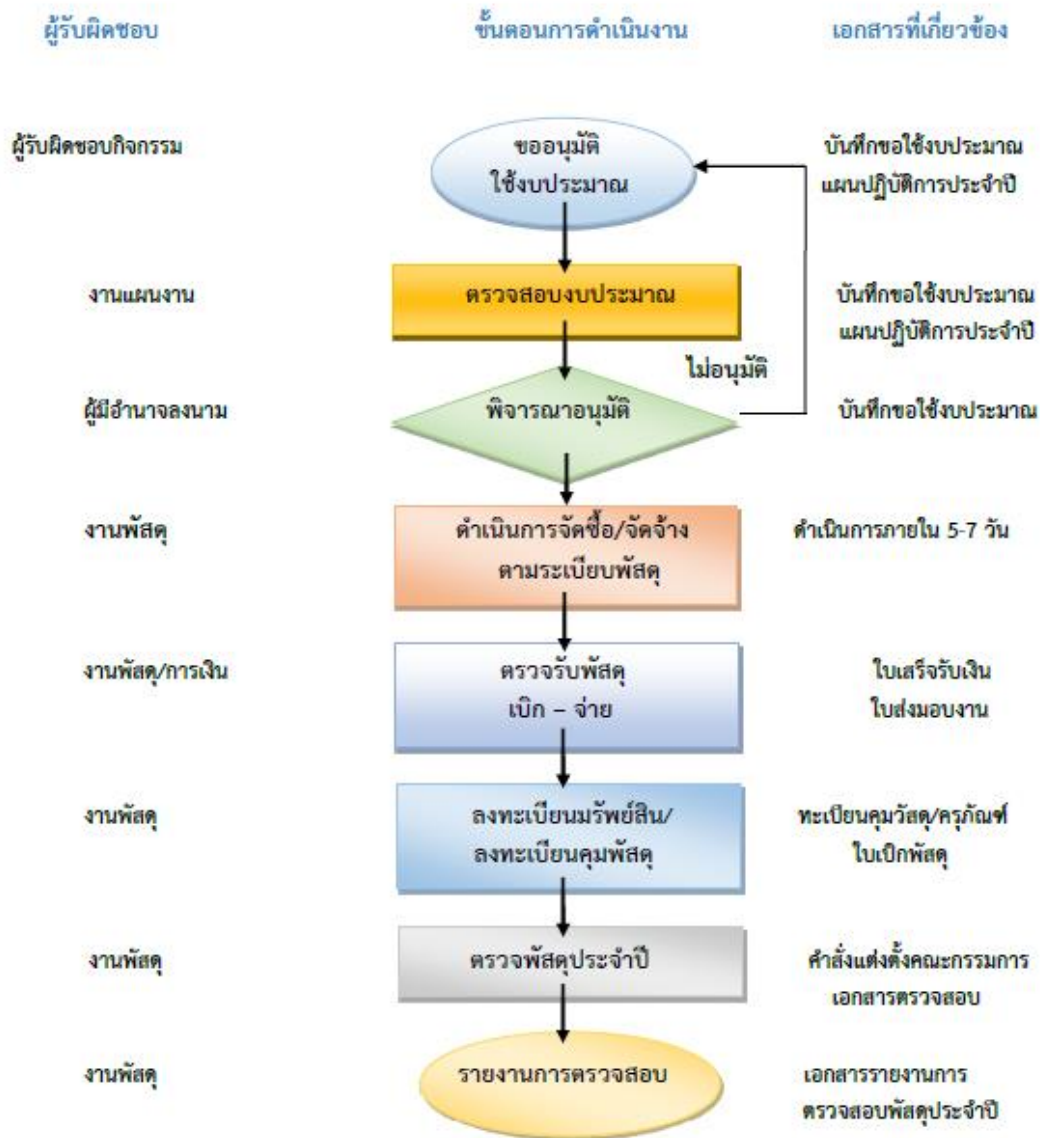 ผู้รับผิดชอบ ขั้นตอนการดำเนินงาน เอกสารที่เกี่ยวข้อง
ผู้รับผิดชอบกิจกรรม ขออนุมัติ บันทึกขอใช้งบประมาณ
ใช้งบประมาณ แผนปฏิบัติการประจำปี
งานแผนงาน ตรวจสอบงบประมาณ บันทึกขอใช้งบประมาณ
แผนปฏิบัติการประจำปี
ไม่อนุมัติ
ผู้มีอำนาจลงนาม พิจารณาอนุมัติ บันทึกขอใช้งบประมาณ
งานพัสดุ ดำเนินการจัดซื้อ/จัดจ้าง ดำเนินการภายใน 5-7 วัน
ตามระเบียบพัสดุ
งานพัสดุ/การเงิน ตรวจรับพัสดุ ใบเสร็จรับเงิน
เบิก – จ่าย ใบส่งมอบงาน
งานพัสดุ ลงทะเบียนมรัพย์สิน/ ทะเบียนคุมวัสดุ/ครุภัณฑ์
ลงทะเบียนคุมพัสดุ ใบเบิกพัสดุ
งานพัสดุ ตรวจพัสดุประจำปี คำสั่งแต่งตั้งคณะกรรมการ
เอกสารตรวจสอบ
งานพัสดุ รายงานการตรวจสอบ เอกสารรายงานการ
ตรวจสอบพัสดุประจำปี